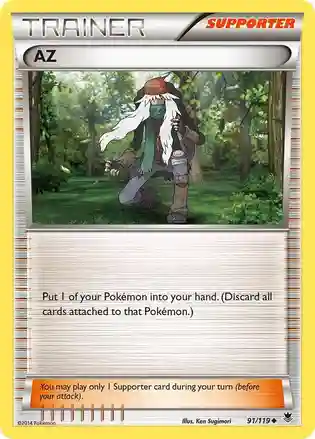 TRAINER SUPPORTER
AZ
Put 1 of your Pokémon into your hand. (Discard all
cards attached to that Pokémon.)
You may play only 1 Supporter card during your turn (before
your attack).
©2014 Pokémon Illus. Ken Sugimori 91/119